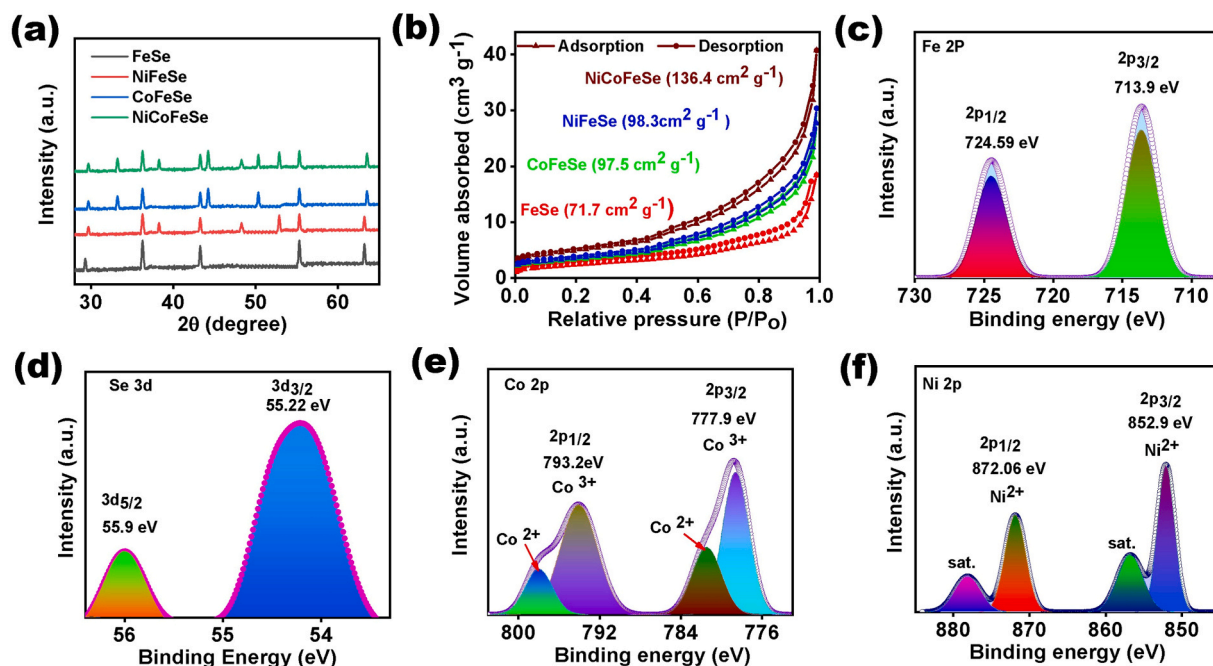 (a)
FeSe
NiFeSe
CoFeSe
NiCoFeSe
Intensity (a.u.)
30 40 50 60
2θ (degree)
(b)
Adsorption Desorption
NiCoFeSe (136.4 cm² g⁻¹)
NiFeSe (98.3cm² g⁻¹)
CoFeSe (97.5 cm² g⁻¹)
FeSe (71.7 cm² g⁻¹)
Volume absorbed (cm³ g⁻¹)
40
30
20
10
0
0.0 0.2 0.4 0.6 0.8 1.0
Relative pressure (P/Po)
(c)
Fe 2P
2p3/2
713.9 eV
2p1/2
724.59 eV
Intensity (a.u.)
730 725 720 715 710
Binding energy (eV)
(d)
Se 3d
3d3/2
55.22 eV
3d5/2
55.9 eV
Intensity (a.u.)
56 55 54
Binding Energy (eV)
(e)
Co 2p
2p3/2
777.9 eV
Co 3+
2p1/2
793.2eV
Co 3+
Co 2+
Co 2+
Intensity (a.u.)
800 792 784 776
Binding Energy (eV)
(f)
Ni 2p
2p3/2
852.9 eV
Ni2+
2p1/2
872.06 eV
Ni2+
sat.
sat.
Intensity (a.u.)
880 870 860 850
Binding energy (eV)